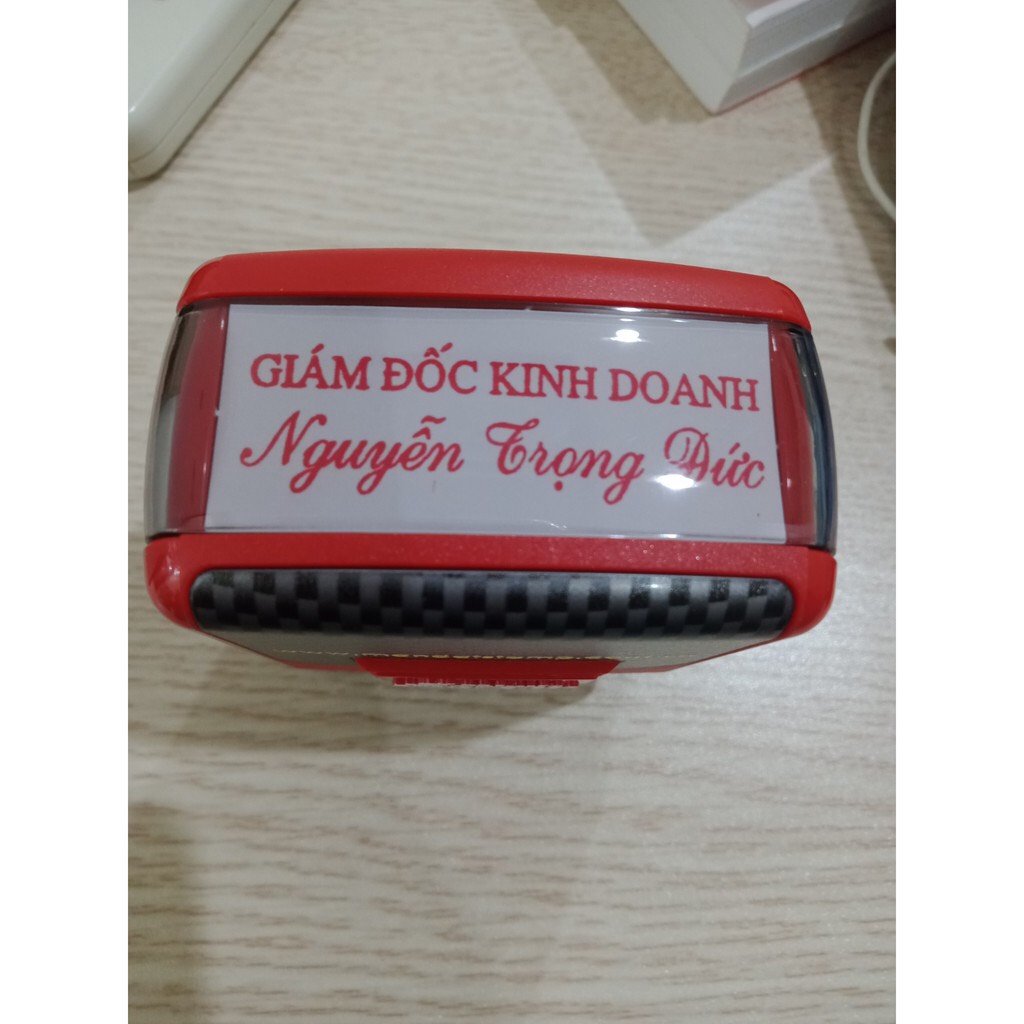 GIÁM ĐỐC KINH DOANH
Nguyễn Trọng Đức